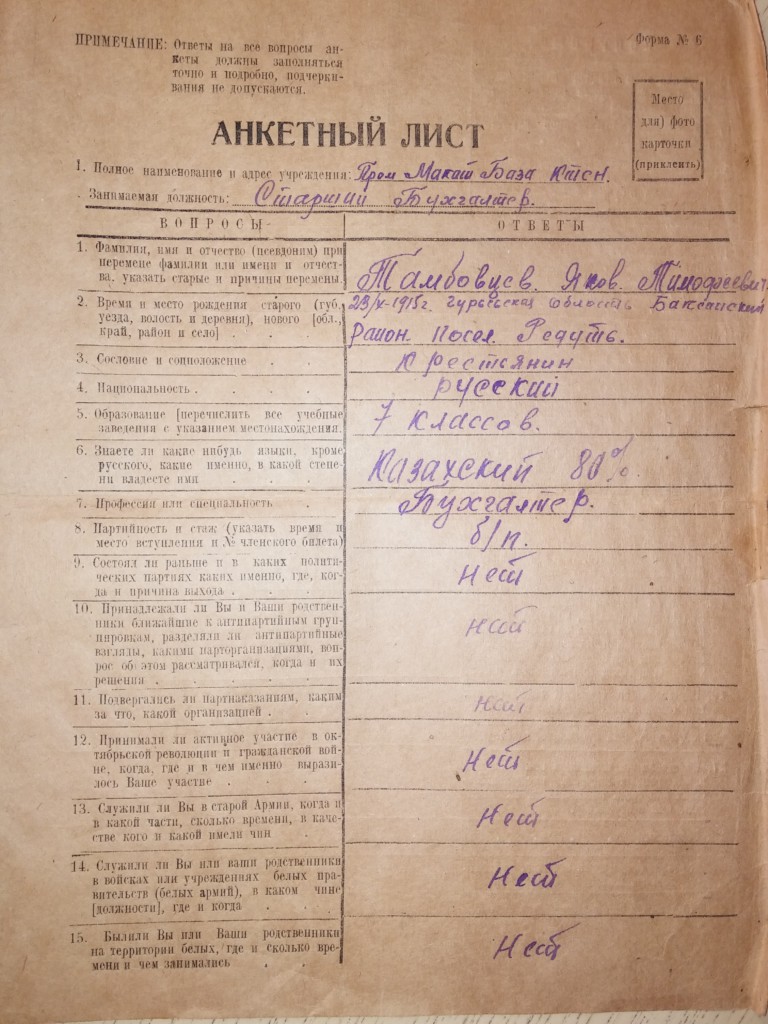 ПРИМЕЧАНИЕ: Ответы на все вопросы ан-
кеты должны заполняться
точно и подробно, подчерки-
вания не допускаются.
Форма № 6
Место
для) фото
карточки
(приклеить)
АНКЕТНЫЙ ЛИСТ
1. Полное наименование и адрес учреждения: Пром Макат База Ктсн.
Занимаемая должность: Старший Бухгалтер.
ВОПРОСЫ
ОТВЕТЫ
1. Фамилия, имя и отчество (псевдоним) при
перемене фамилии или имени и отчест-
ва, указать старые и причины перемены.
Тамбовцев. Яков. Тимофеевич.
2. Время и место рождения старого (губ,
уезда, волость и деревня), нового [обл.,
край, район и село] . . .
23/X-1915г. Гурьевская область Баксайский
Район. посел. Редуть.
3. Сословие и соцположение . . .
Крестянин
4. Национальность . . . .
русский
5. Образование [перечислить все учебные
заведения с указанием местонахождения.
7 классов.
6. Знаете ли какие нибудь языки, кроме
русского, какие именно, в какой степе-
ни владеете ими . . .
Казахский 80%
7. Профессия или специальность . .
Бухгалтер.
8. Партийность и стаж (указать время и
место вступления и № членского билета)
б/п.
9. Состоял ли раньше и в каких полити-
ческих партиях каких именно, где, ког-
да и причина выхода . . .
Нет
10. Принадлежали ли Вы и Ваши родствен-
ники ближайшие к антипартийным груп-
пировкам, разделяли ли антипартийные
взгляды, какими парторганизациями, воп-
рос об этом рассматривался, когда и их
решения . . . . . .
нет
11. Подвергались ли партнаказаниям, каким
за что, какой организацией . .
нет
12. Принимали ли активное участие в ок-
тябрьской революции и гражданской вой-
не, когда, где и в чем именно вырази-
лось Ваше участие . . .
Нет
13. Служили ли Вы в старой Армии, когда и
в какой части, сколько времени, в каче-
стве кого и какой имели чин .
Нет
14. Служили ли Вы или ваши родственники
в войсках или учреждениях белых пра-
вительств (белых армий), в каком чине
[должности], где и когда . . .
Нет
15. Были ли Вы или Ваши родственники
на территории белых, где и сколько вре-
мени и чем занимались . .
Нет